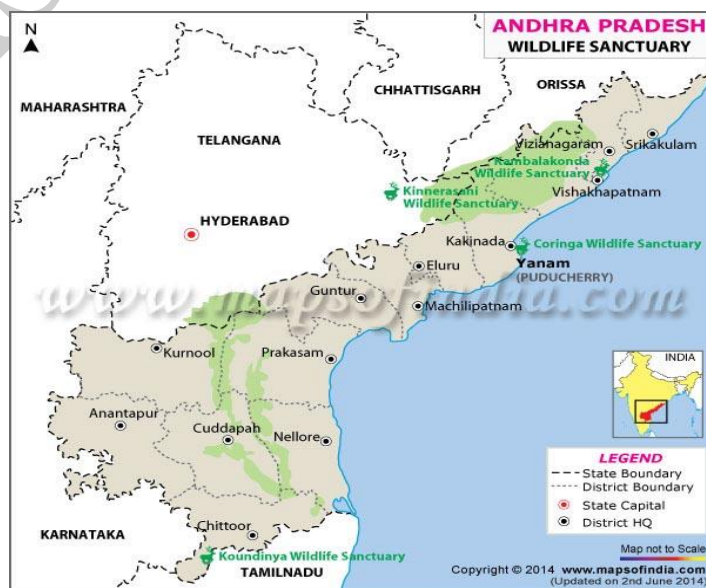 N
ANDHRA PRADESH
WILDLIFE SANCTUARY
ORISSA
CHHATTISGARH
MAHARASHTRA
TELANGANA
Vizianagaram
Srikakulam
Kambalakonda
Wildlife Sanctuary
Vishakhapatnam
Kinnerasani
Wildlife Sanctuary
HYDERABAD
Kakinada
Coringa Wildlife Sanctuary
Yanam
(PUDUCHERRY)
Eluru
Guntur
www.mapsofindia.com
Machilipatnam
Kurnool
Prakasam
INDIA
Anantapur
Cuddapah
Nellore
LEGEND
State Boundary
District Boundary
State Capital
District HQ
KARNATAKA
Chittoor
Koundinya Wildlife Sanctuary
TAMILNADU
Map not to Scale
Copyright © 2014 www.mapsofindia.com
(Updated on 2nd June 2014)